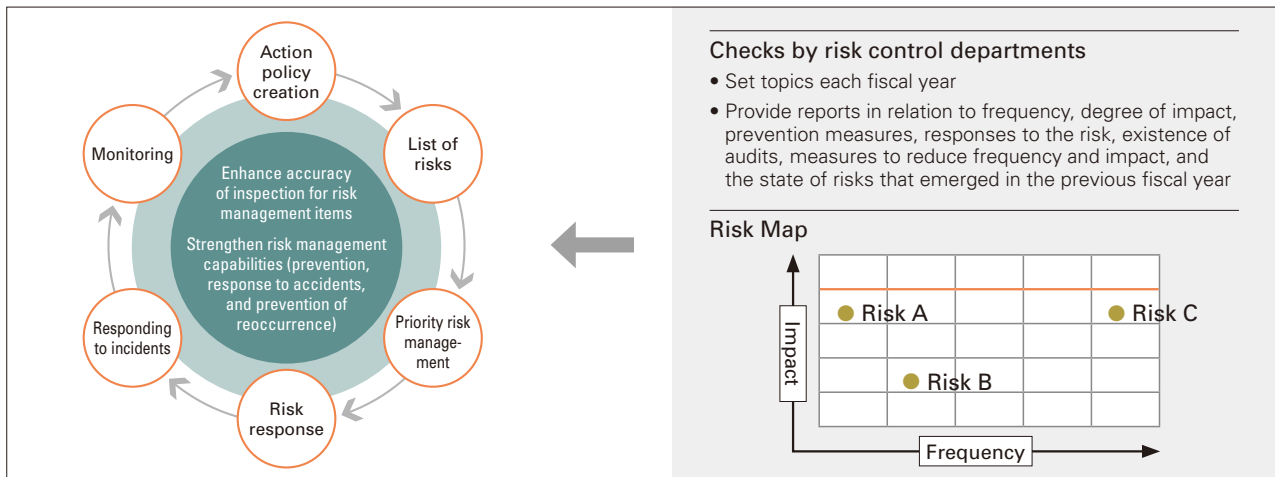 Action
policy
creation
List of
risks
Priority risk
manage-
ment
Risk
response
Responding
to incidents
Monitoring
Enhance accuracy
of inspection for risk
management items
Strengthen risk management
capabilities (prevention,
response to accidents,
and prevention of
reoccurrence)
Checks by risk control departments
• Set topics each fiscal year
• Provide reports in relation to frequency, degree of impact,
prevention measures, responses to the risk, existence of
audits, measures to reduce frequency and impact, and
the state of risks that emerged in the previous fiscal year
Risk Map
Impact
Risk A
Risk C
Risk B
Frequency